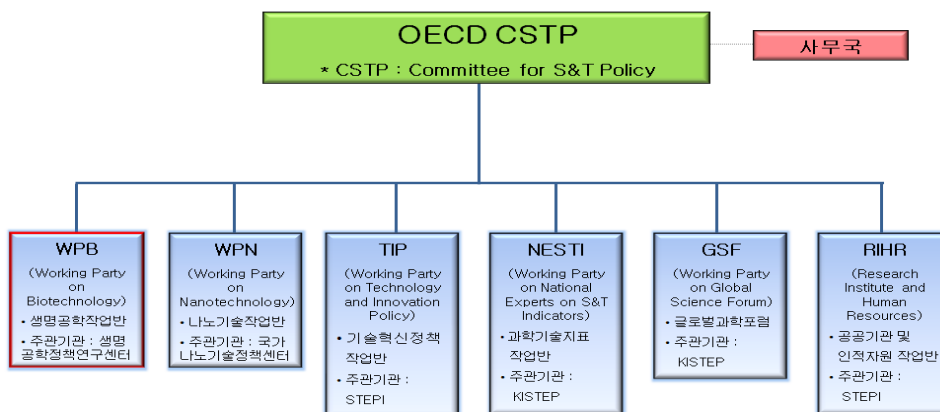 OECD CSTP
* CSTP : Committee for S&T Policy
사무국
WPB
(Working Party
on
Biotechnology)
• 생명공학작업반
• 주관기관 : 생명
공학정책연구센터
WPN
(Working Party
on
Nanotechnology)
• 나노기술작업반
• 주관기관 : 국가
나노기술정책센터
TIP
(Working Party
on Technology
and Innovation
Policy)
• 기술혁신정책
작업반
• 주관기관 :
STEPI
NESTI
(Working Party
on National
Experts on S&T
Indicators)
• 과학기술지표
작업반
• 주관기관 :
KISTEP
GSF
(Working Party
on Global
Science Forum)
• 글로벌과학포럼
• 주관기관 :
KISTEP
RIHR
(Research
Institute and
Human
Resources)
• 공공기관 및
인적자원 작업반
• 주관기관 :
STEPI